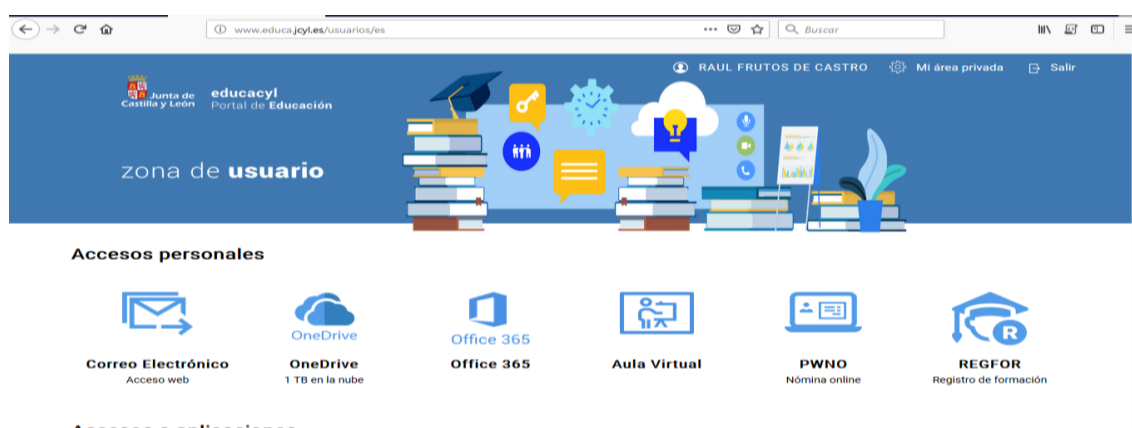 www.educa.jcyl.es/usuarios/es
Buscar
RAUL FRUTOS DE CASTRO Mi área privada Salir
Junta de
Castilla y León
educacyl
Portal de Educación
zona de usuario
Accesos personales
OneDrive
Office 365
R
Correo Electrónico
Acceso web
OneDrive
1 TB en la nube
Office 365
Aula Virtual
PWNO
Nómina online
REGFOR
Registro de formación